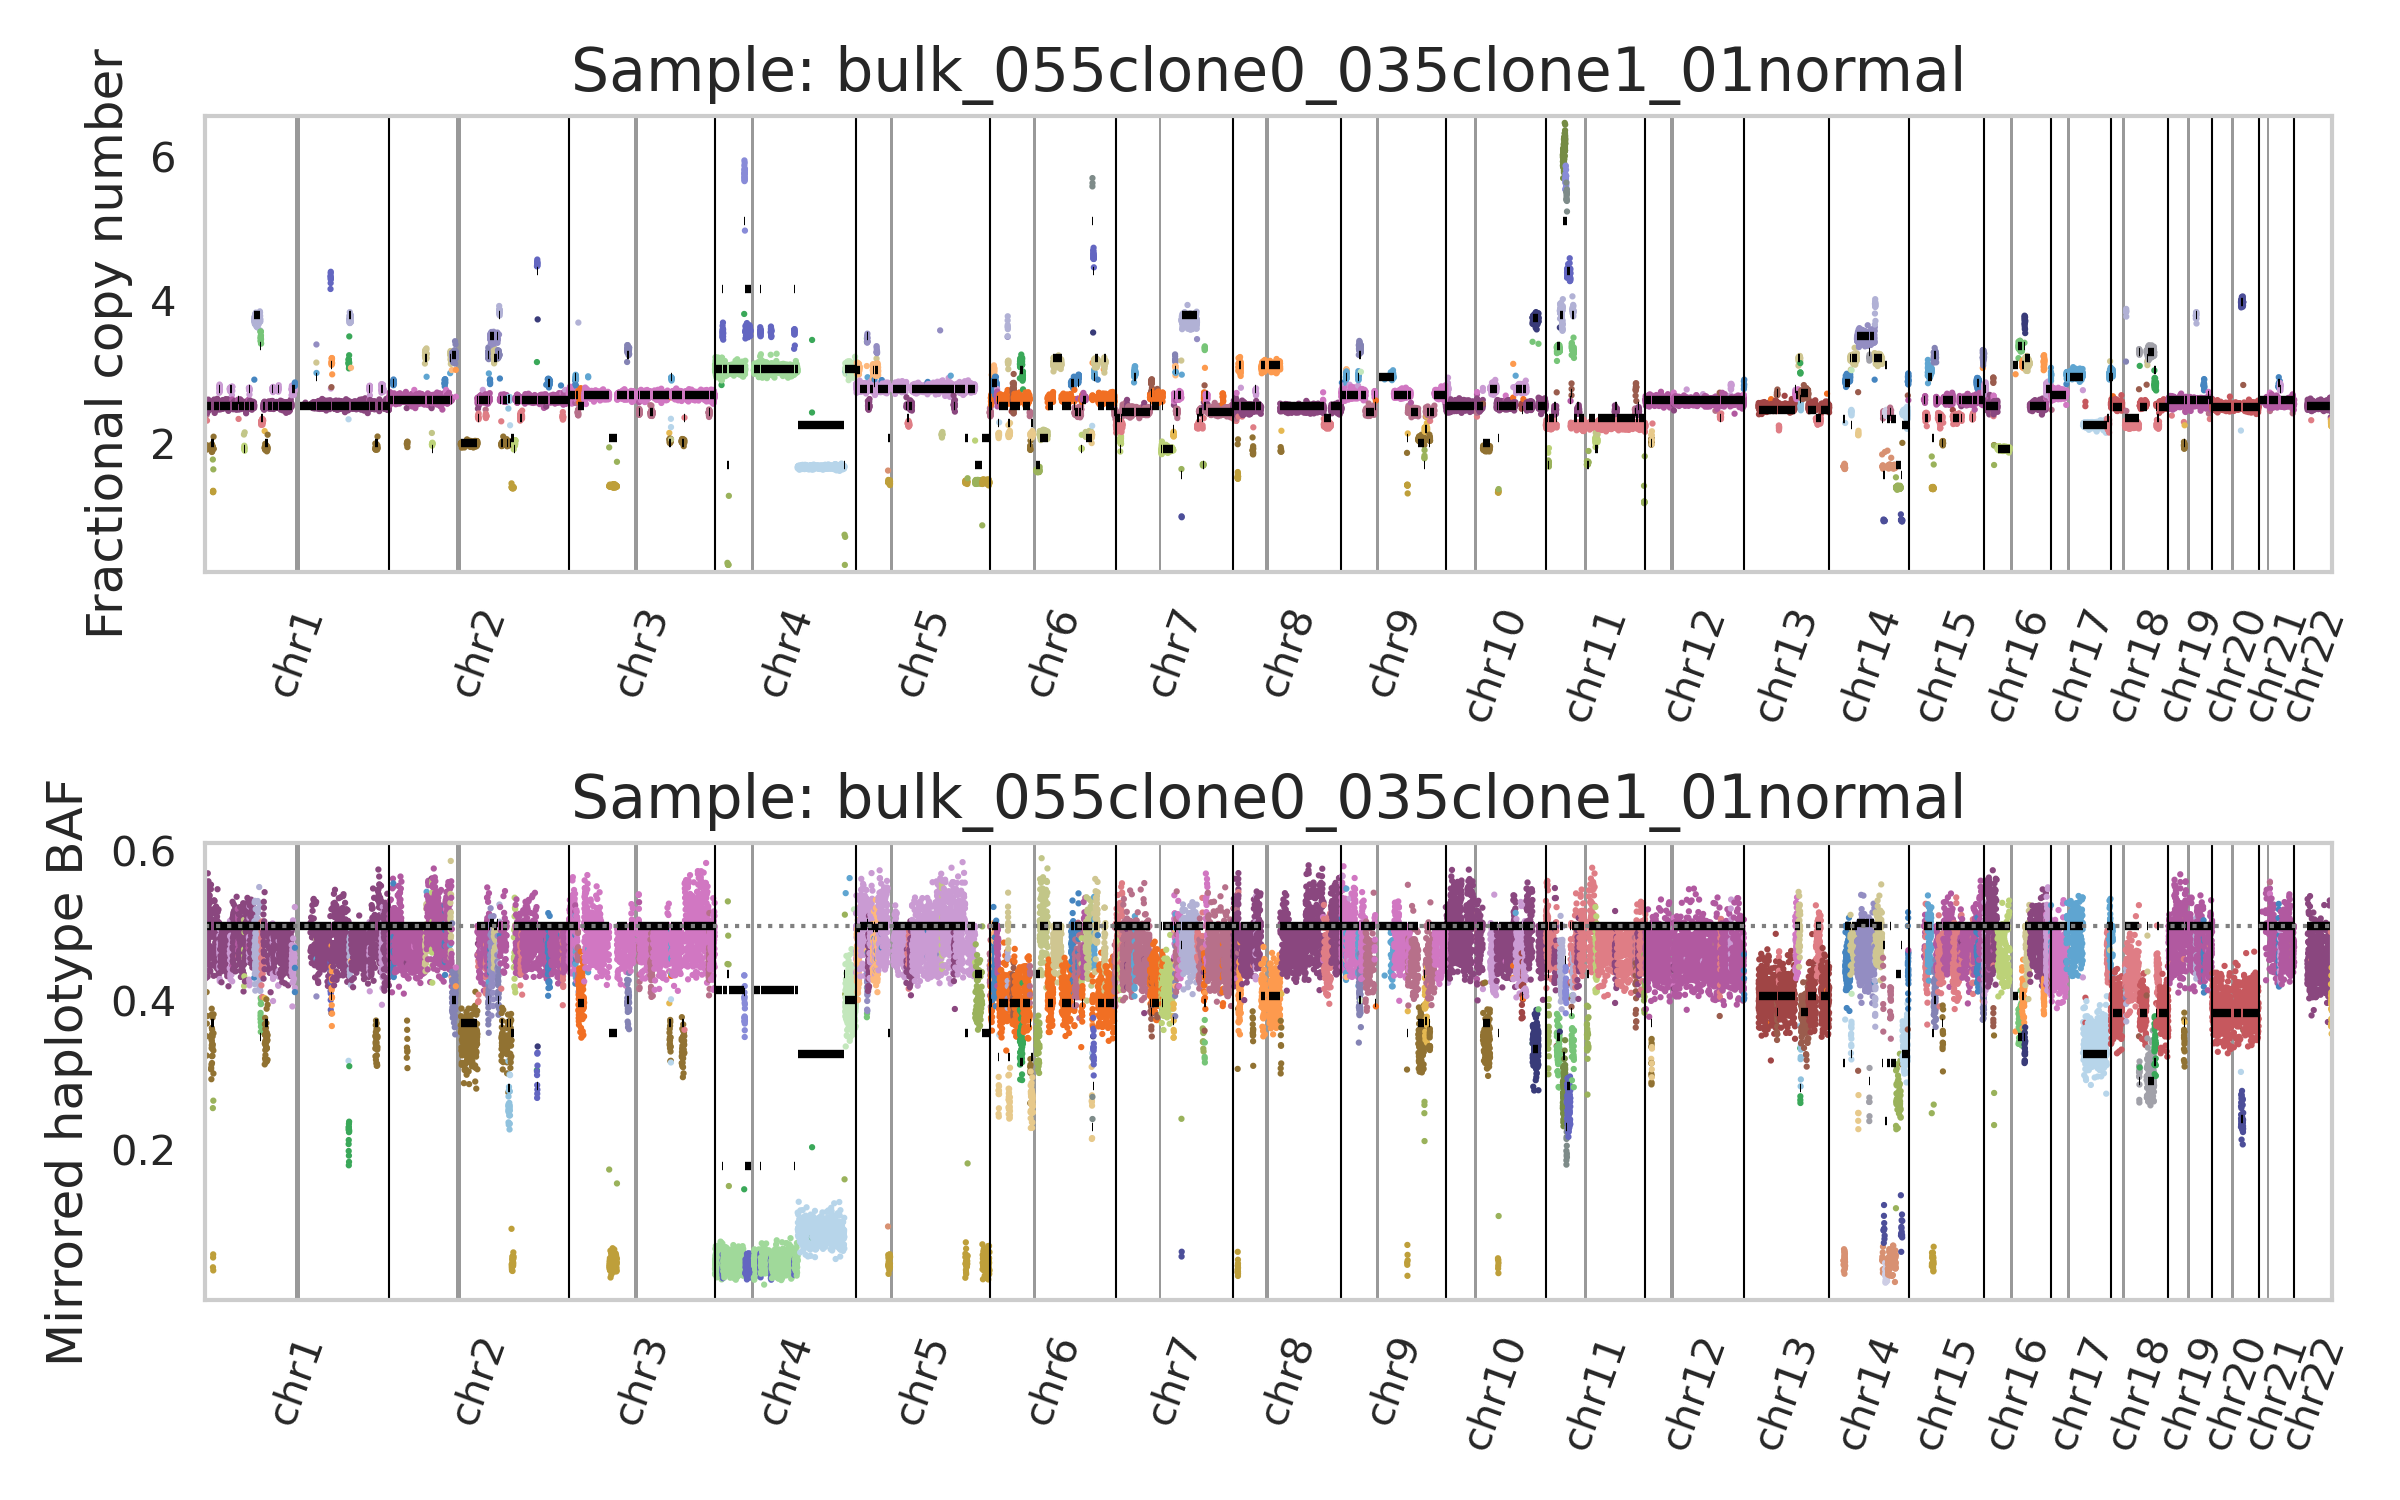 Sample: bulk_055clone0_035clone1_01normal
Fractional copy number
6
4
2
chr1
chr2
chr3
chr4
chr5
chr6
chr7
chr8
chr9
chr10
chr11
chr12
chr13
chr14
chr15
chr16
chr17
chr18
chr19
chr20
chr21
chr22
Sample: bulk_055clone0_035clone1_01normal
Mirrored haplotype BAF
0.6
0.4
0.2
chr1
chr2
chr3
chr4
chr5
chr6
chr7
chr8
chr9
chr10
chr11
chr12
chr13
chr14
chr15
chr16
chr17
chr18
chr19
chr20
chr21
chr22